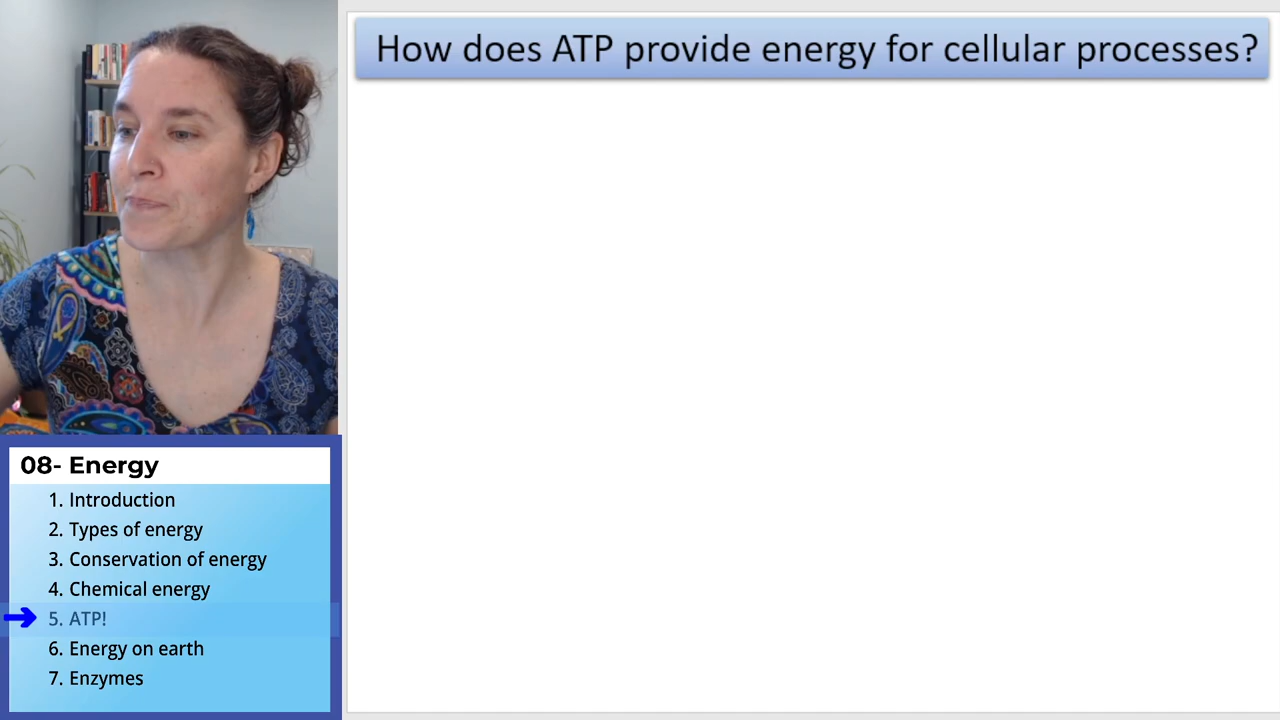 How does ATP provide energy for cellular processes?
08- Energy
1. Introduction
2. Types of energy
3. Conservation of energy
4. Chemical energy
5. ATP!
6. Energy on earth
7. Enzymes